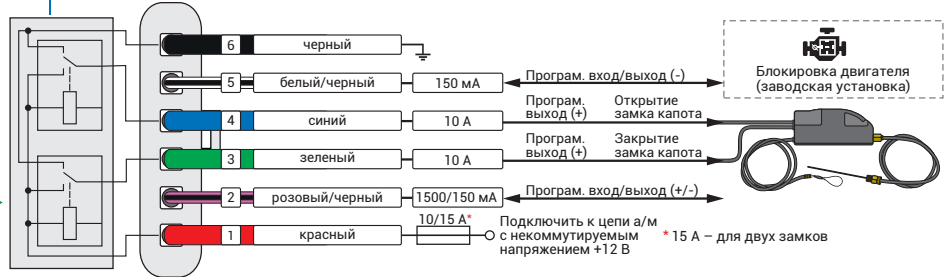 6 черный
5 белый/черный 150 мА Програм. вход/выход (-)
Блокировка двигателя
(заводская установка)
4 синий 10 А
Програм.
выход (+)
Открытие
замка капота
3 зеленый 10 А
Програм.
выход (+)
Закрытие
замка капота
2 розовый/черный 1500/150 мА Програм. вход/выход (+/-)
1 красный 10/15 А*
Подключить к цепи а/м
с некоммутируемым
напряжением +12 В
* 15 А – для двух замков